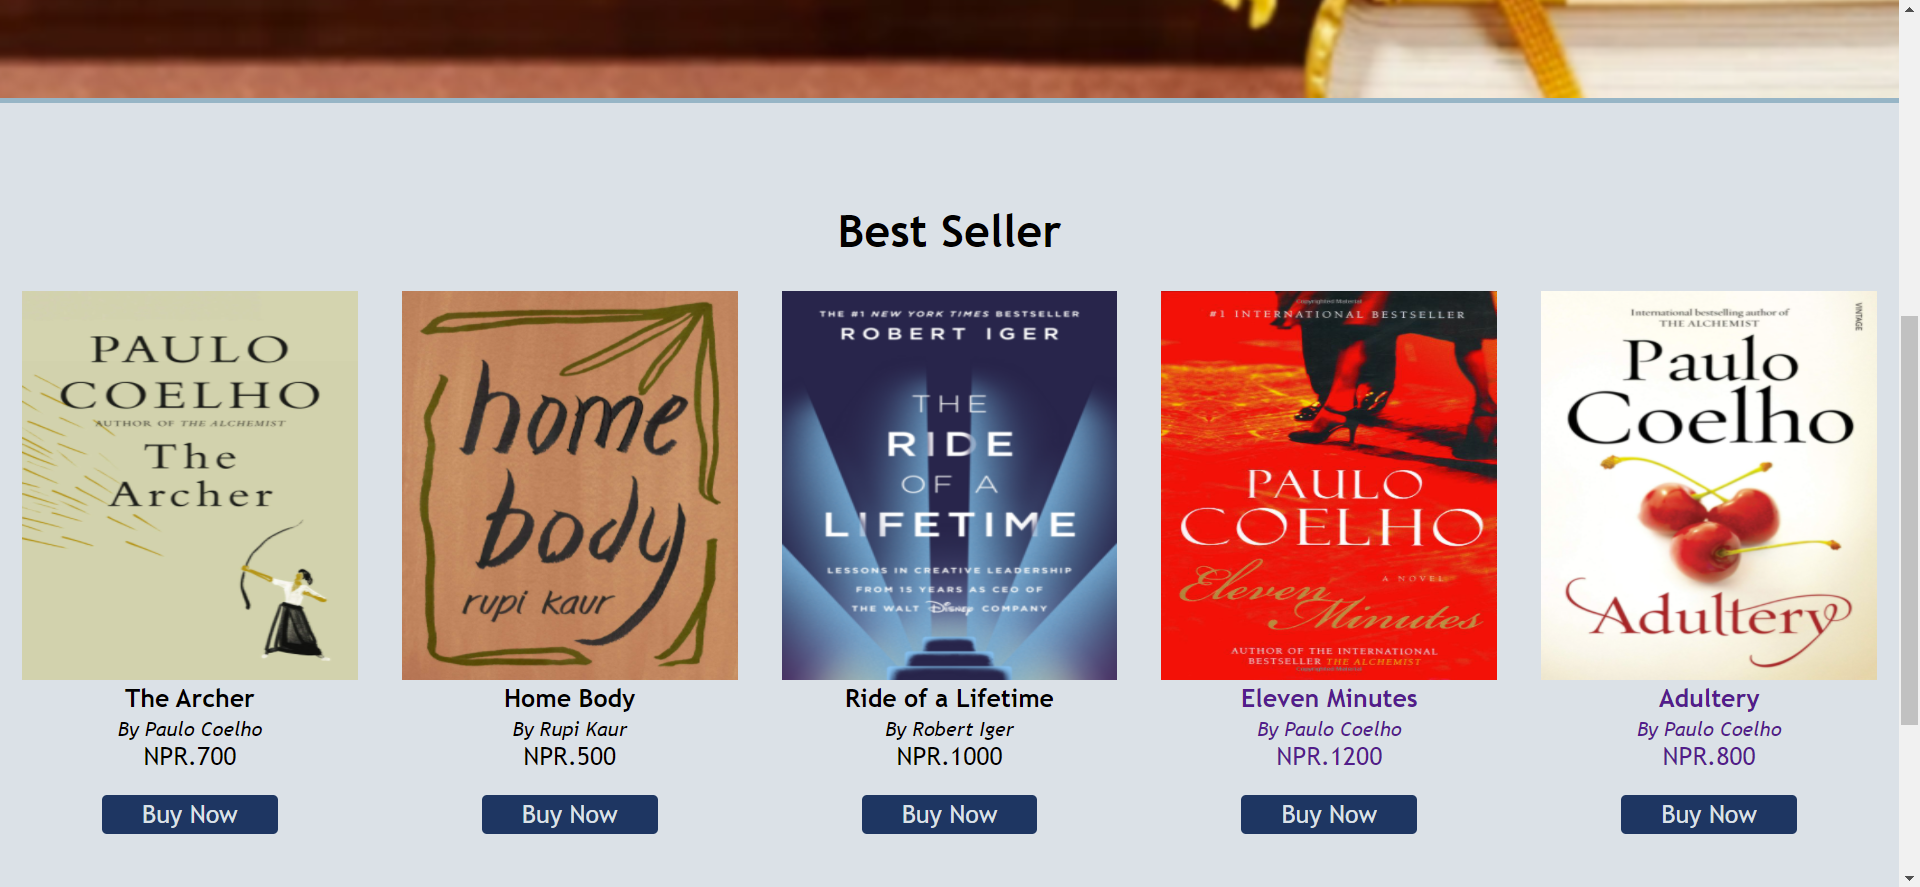 Best Seller
PAULO
COELHO
AUTHOR OF THE ALCHEMIST
The
Archer
The Archer
By Paulo Coelho
NPR.700
Buy Now
home
body
rupi kaur
Home Body
By Rupi Kaur
NPR.500
Buy Now
THE #1 NEW YORK TIMES BESTSELLER
ROBERT IGER
THE
RIDE
OF A
LIFETIME
LESSONS IN CREATIVE LEADERSHIP
FROM 15 YEARS AS CEO OF
THE WALT Disney COMPANY
Ride of a Lifetime
By Robert Iger
NPR.1000
Buy Now
Copyrighted Material
#1 INTERNATIONAL BESTSELLER
PAULO
COELHO
A NOVEL
Eleven
Minutes
AUTHOR OF THE INTERNATIONAL
BESTSELLER THE ALCHEMIST
Copyrighted Material
Eleven Minutes
By Paulo Coelho
NPR.1200
Buy Now
VINTAGE
International bestselling author of
THE ALCHEMIST
Paulo
Coelho
Adultery
Adultery
By Paulo Coelho
NPR.800
Buy Now